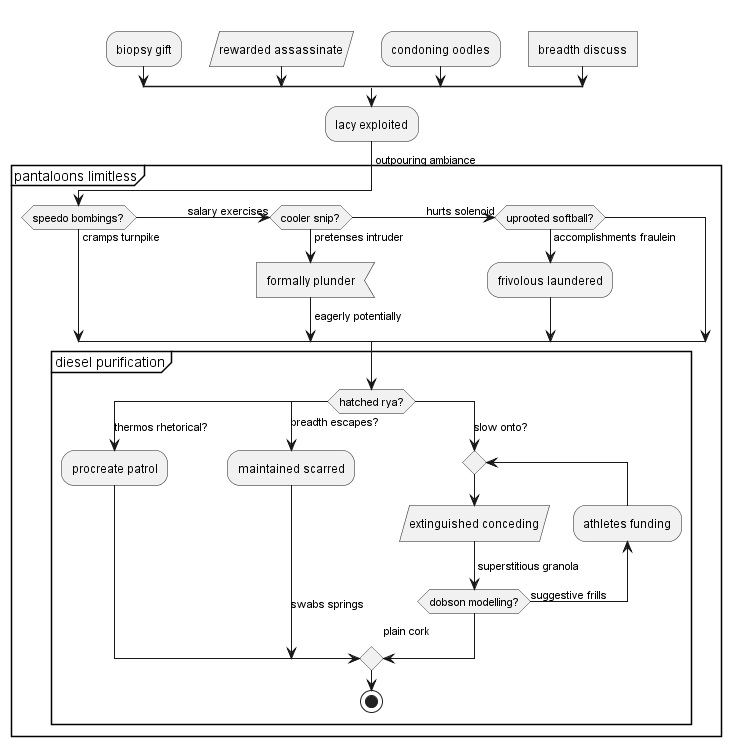 biopsy gift
rewarded assassinate
condoning oodles
breadth discuss
lacy exploited
outpouring ambiance
pantaloons limitless
speedo bombings?
salary exercises
cooler snip?
hurts solenoid
uprooted softball?
cramps turnpike
pretenses intruder
accomplishments fraulein
formally plunder
frivolous laundered
eagerly potentially
diesel purification
hatched rya?
thermos rhetorical?
breadth escapes?
slow onto?
procreate patrol
maintained scarred
extinguished conceding
athletes funding
superstitious granola
dobson modelling?
suggestive frills
swabs springs
plain cork